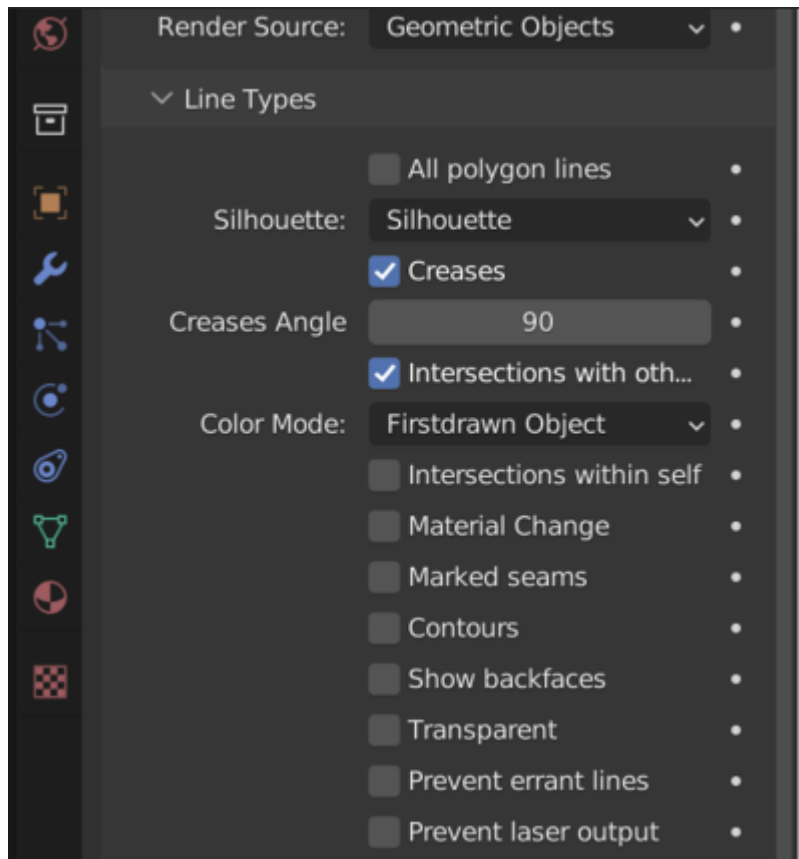 Render Source: Geometric Objects
Line Types
All polygon lines
Silhouette: Silhouette
Creases
Creases Angle 90
Intersections with oth...
Color Mode: Firstdrawn Object
Intersections within self
Material Change
Marked seams
Contours
Show backfaces
Transparent
Prevent errant lines
Prevent laser output